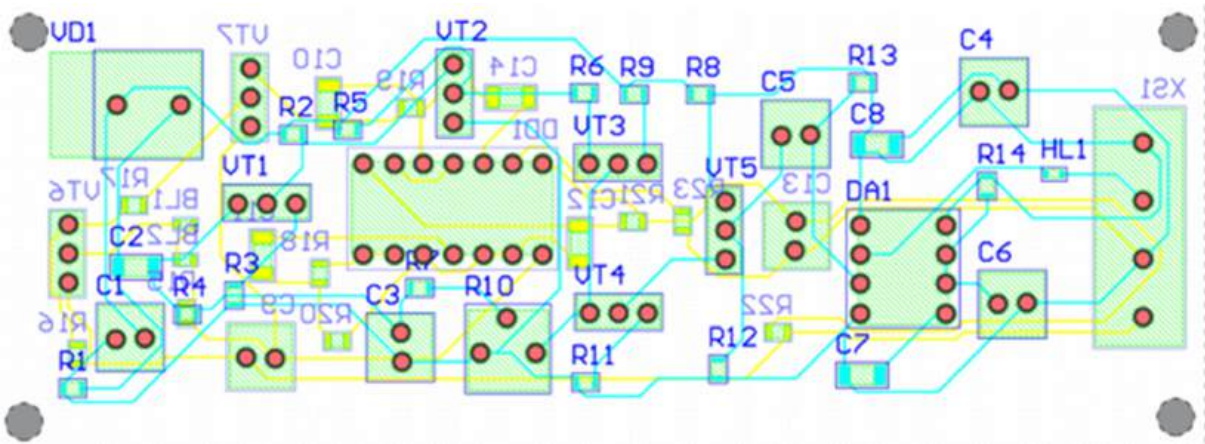 VD1
VT7
C10
VT2
R19
C14
R6
R9
R8
C5
R13
C4
XS1
R2
R5
DD1
VT3
C8
R17
VT1
VT6
BL1
BL2
C2
R18
C12
R21
R23
VT5
C13
DA1
R14
HL1
C1
R4
R3
R7
C3
R10
VT4
C6
R16
C9
R20
R22
R1
R11
R12
C7